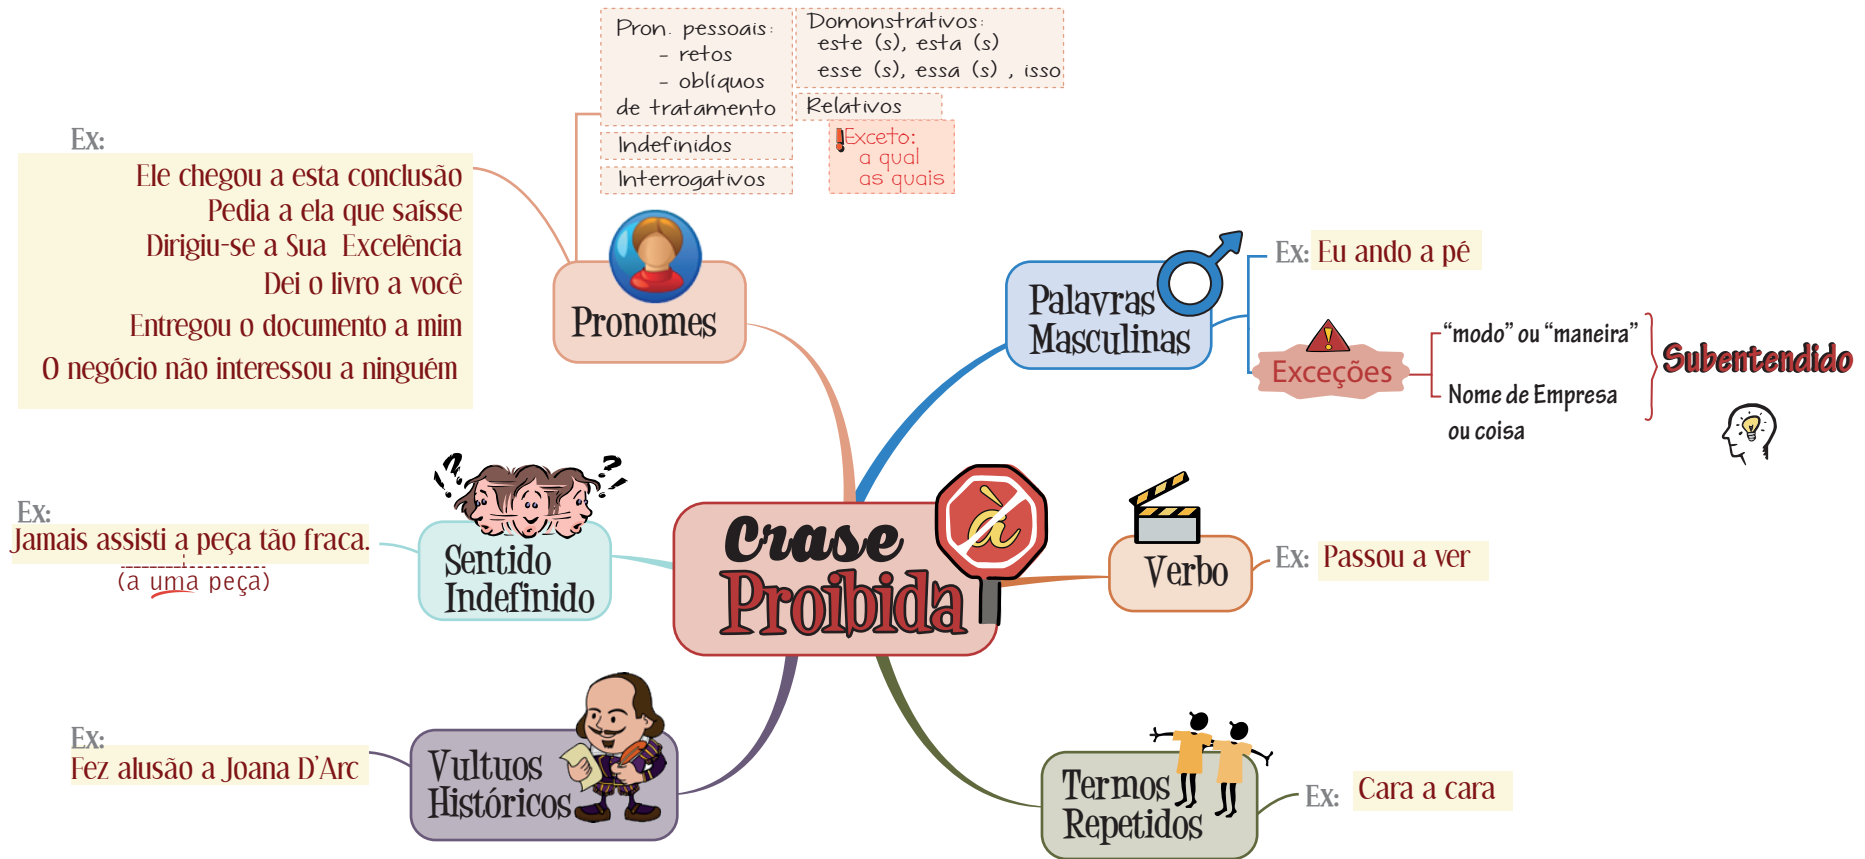 Crase
Proibida
à
Pronomes
Pron. pessoais:
- retos
- oblíquos
de tratamento
Indefinidos
Interrogativos
Domonstrativos:
este (s), esta (s)
esse (s), essa (s) , isso
Relativos
!Exceto:
a qual
as quais
Ex:
Ele chegou a esta conclusão
Pedia a ela que saísse
Dirigiu-se a Sua Excelência
Dei o livro a você
Entregou o documento a mim
O negócio não interessou a ninguém
Palavras
Masculinas
Ex: Eu ando a pé
Exceções
“modo” ou “maneira”
Nome de Empresa
ou coisa
Subentendido
Sentido
Indefinido
? ?
Ex:
Jamais assisti a peça tão fraca.
(a uma peça)
Verbo
Ex: Passou a ver
Vultuos
Históricos
Ex:
Fez alusão a Joana D’Arc
Termos
Repetidos
Ex: Cara a cara